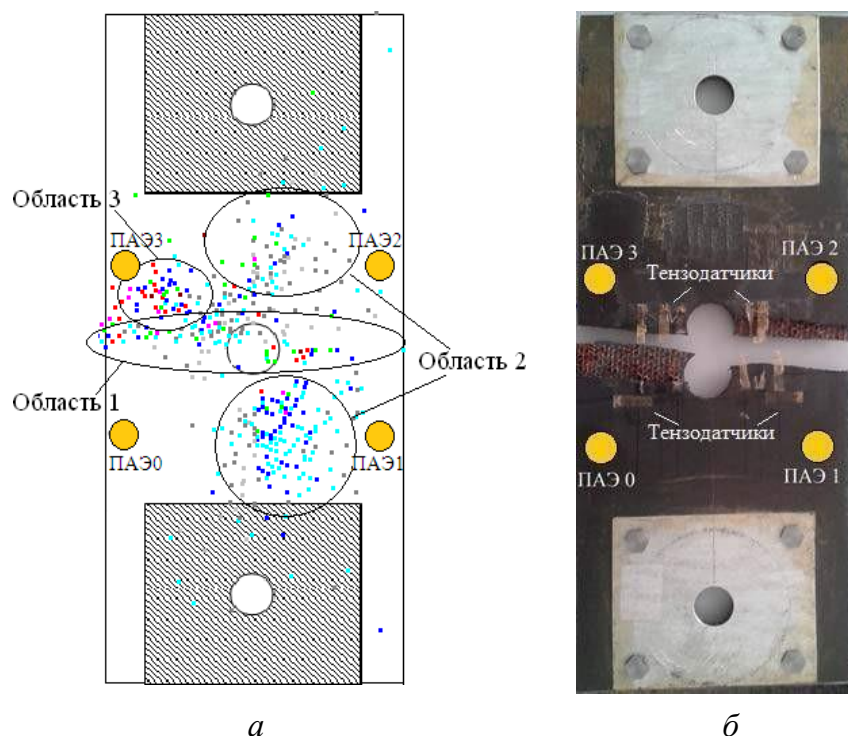 Область 3
ПАЭ3
ПАЭ2
Область 2
Область 1
ПАЭ0
ПАЭ1
а
ПАЭ 3
ПАЭ 2
Тензодатчики
Тензодатчики
ПАЭ 0
ПАЭ 1
б